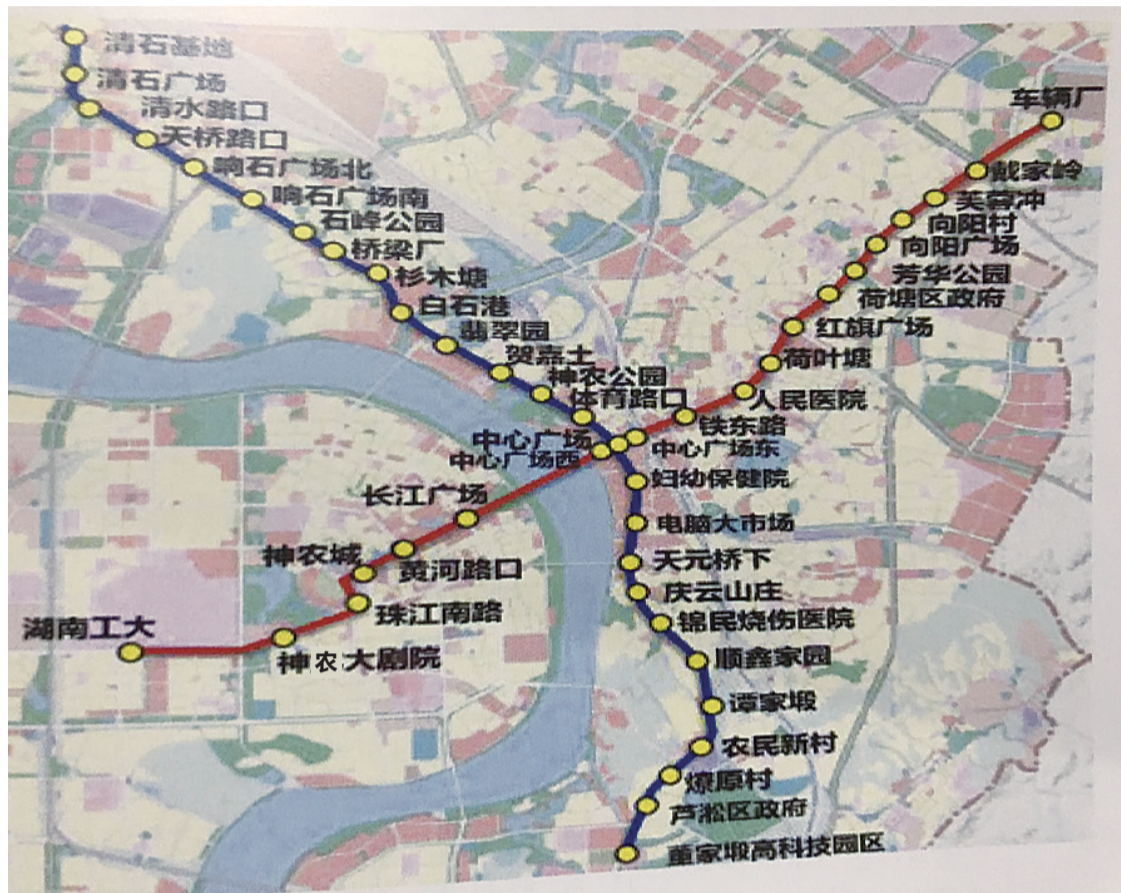 清石基地
清石广场
清水路口
天桥路口
响石广场北
响石广场南
石峰公园
桥梁厂
杉木塘
白石港
翡翠园
贺嘉土
神农公园
体育路口
中心广场
中心广场西
中心广场东
妇幼保健院
电脑大市场
天元桥下
庆云山庄
锦民烧伤医院
顺鑫家园
谭家塅
农民新村
燎原村
芦淞区政府
董家塅高科技园区
车辆厂
戴家岭
芙蓉冲
向阳村
向阳广场
芳华公园
荷塘区政府
红旗广场
荷叶塘
人民医院
铁东路
长江广场
黄河路口
神农城
珠江南路
神农大剧院
湖南工大